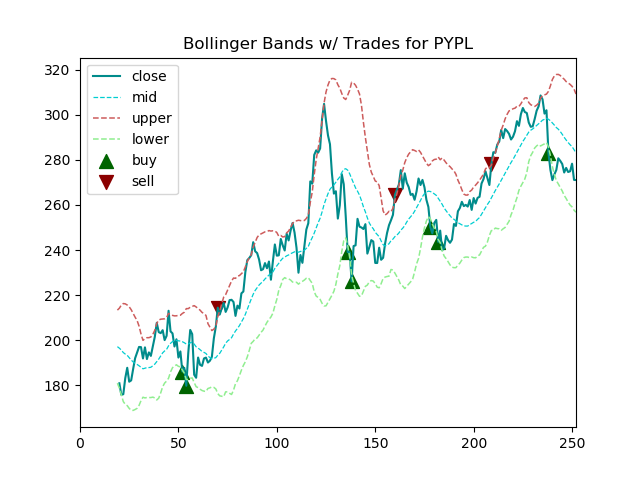 Bollinger Bands w/ Trades for PYPL
close
mid
upper
lower
buy
sell
320
300
280
260
240
220
200
180
0 50 100 150 200 250